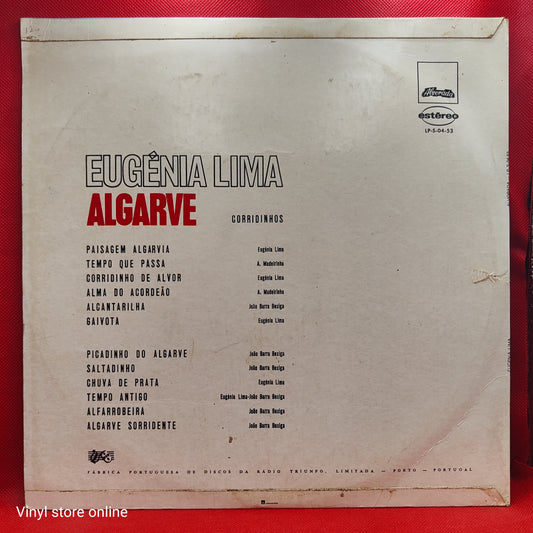 Alvorada
estéreo
LP-S-04-53
EUGÉNIA LIMA
ALGARVE CORRIDINHOS
PAISAGEM ALGARVIA Eugénia Lima
TEMPO QUE PASSA A. Madeirinha
CORRIDINHO DE ALVOR Eugénia Lima
ALMA DO ACORDEÃO A. Madeirinha
ALCANTARILHA João Barra Bexiga
GAIVOTA Eugénia Lima
PICADINHO DO ALGARVE João Barra Bexiga
SALTADINHO João Barra Bexiga
CHUVA DE PRATA Eugénia Lima
TEMPO ANTIGO Eugénia Lima-João Barra Bexiga
ALFARROBEIRA João Barra Bexiga
ALGARVE SORRIDENTE João Barra Bexiga
FÁBRICA PORTUGUESA DE DISCOS DA RÁDIO TRIUNFO, LIMITADA — PORTO — PORTUGAL
Vinyl store online